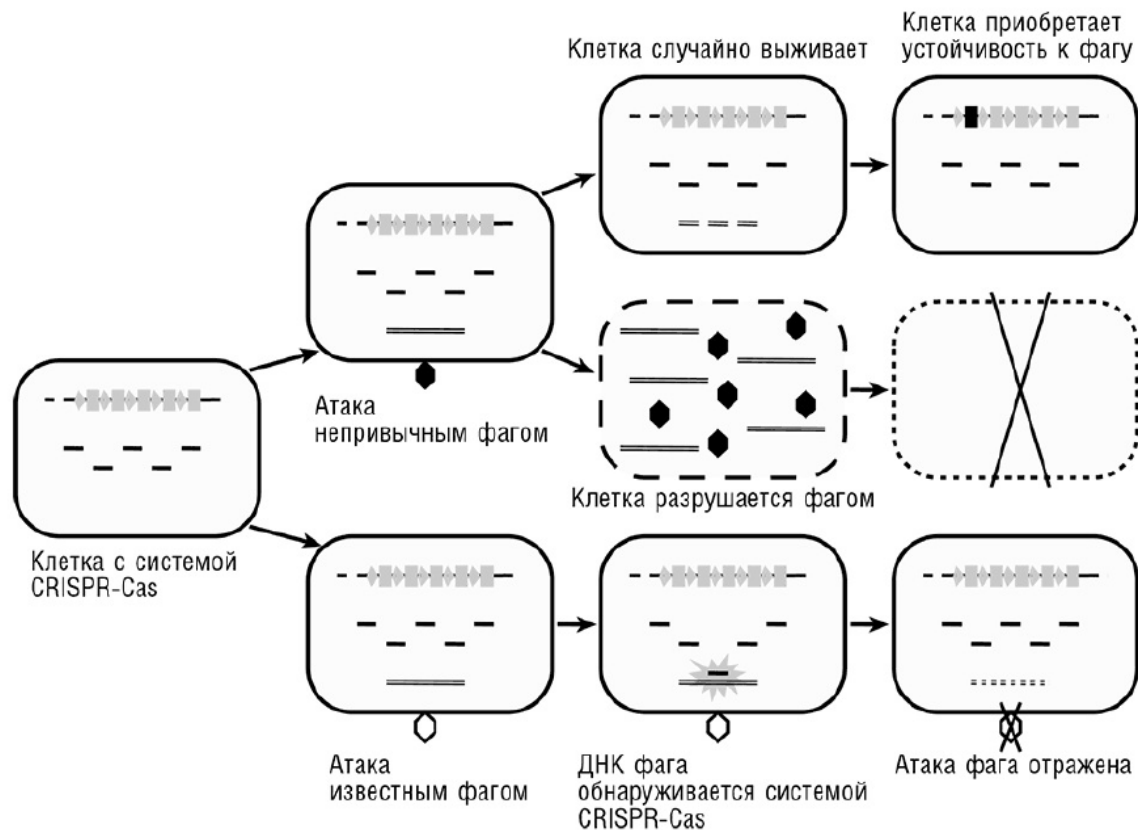 Клетка случайно выживает
Клетка приобретает
устойчивость к фагу
Атака
непривычным фагом
Клетка разрушается фагом
Клетка с системой
CRISPR-Cas
Атака
известным фагом
ДНК фага
обнаруживается системой
CRISPR-Cas
Атака фага отражена